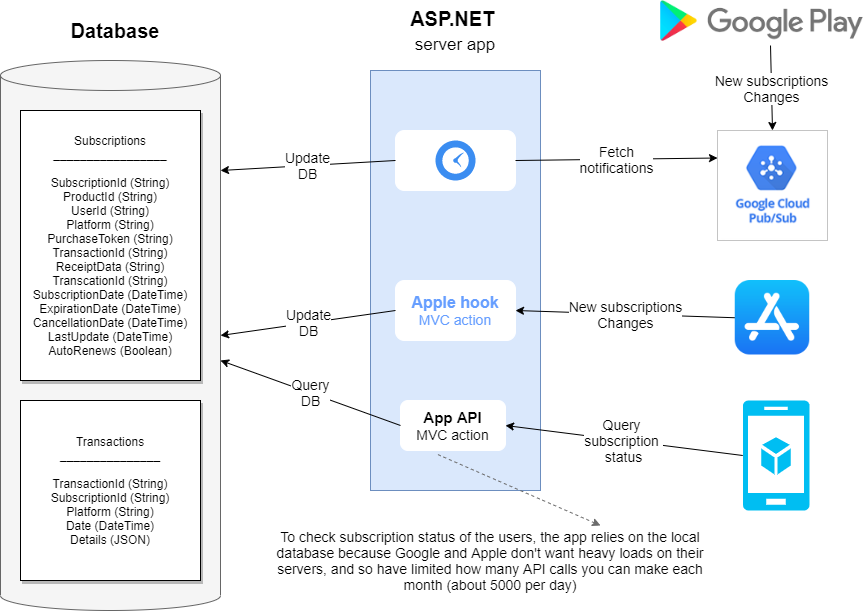 Database
ASP.NET
server app
Google Play
New subscriptions
Changes
Subscriptions
_________________
SubscriptionId (String)
ProductId (String)
UserId (String)
Platform (String)
PurchaseToken (String)
TransactionId (String)
ReceiptData (String)
TranscationId (String)
SubscriptionDate (DateTime)
ExpirationDate (DateTime)
CancellationDate (DateTime)
LastUpdate (DateTime)
AutoRenews (Boolean)
Update
DB
Fetch
notifications
Google Cloud
Pub/Sub
Update
DB
Apple hook
MVC action
New subscriptions
Changes
Query
DB
App API
MVC action
Query
subscription
status
Transactions
_______________
TransactionId (String)
SubscriptionId (String)
Platform (String)
Date (DateTime)
Details (JSON)
To check subscription status of the users, the app relies on the local
database because Google and Apple don't want heavy loads on their
servers, and so have limited how many API calls you can make each
month (about 5000 per day)